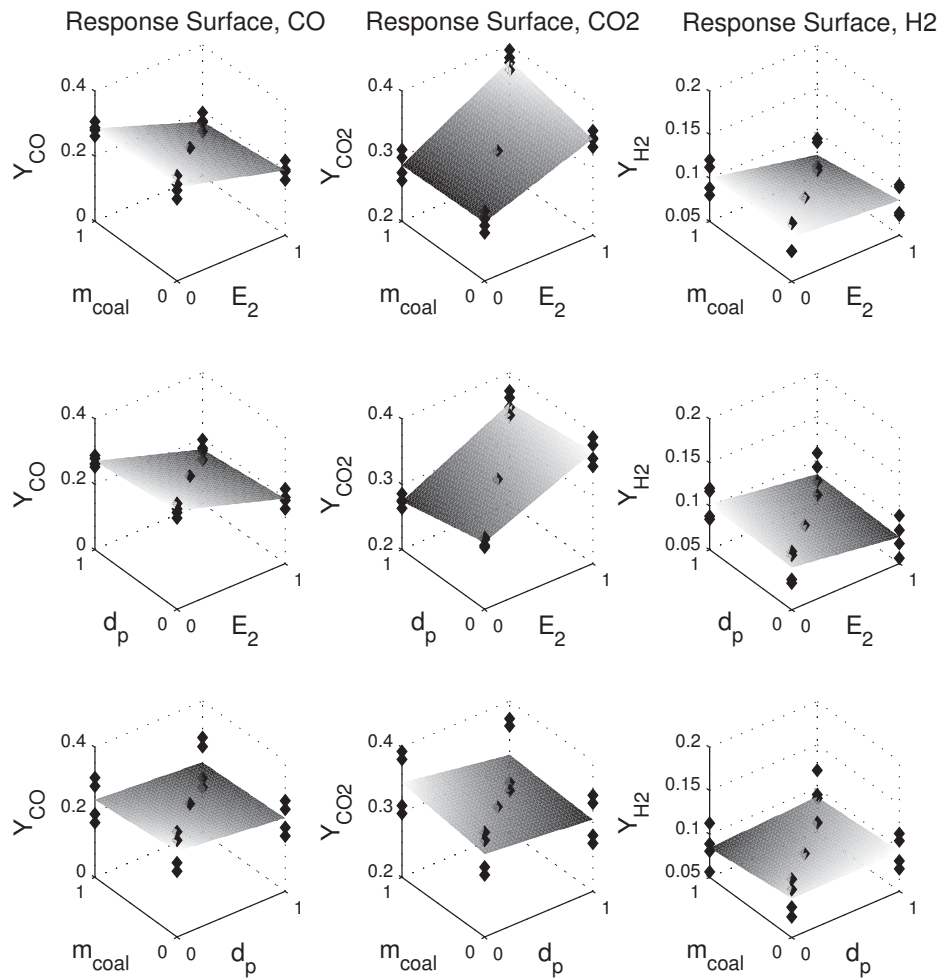 Response Surface, CO
Response Surface, CO2
Response Surface, H2
0.4
0.2
0
1
Y_CO
m_coal
0 0
E_2
1
0.4
0.3
0.2
1
Y_CO2
m_coal
0 0
E_2
1
0.2
0.15
0.1
0.05
1
Y_H2
m_coal
0 0
E_2
1
0.4
0.2
0
1
Y_CO
d_p
0 0
E_2
1
0.4
0.3
0.2
1
Y_CO2
d_p
0 0
E_2
1
0.2
0.15
0.1
0.05
1
Y_H2
d_p
0 0
E_2
1
0.4
0.2
0
1
Y_CO
m_coal
0 0
d_p
1
0.4
0.3
0.2
1
Y_CO2
m_coal
0 0
d_p
1
0.2
0.15
0.1
0.05
1
Y_H2
m_coal
0 0
d_p
1